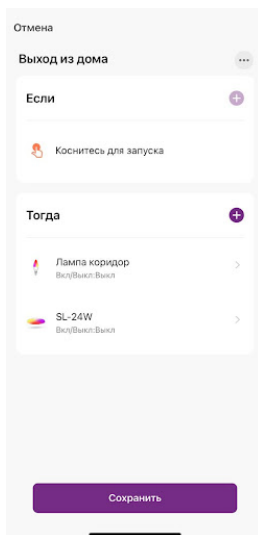 Отмена
Выход из дома
Если
Коснитесь для запуска
Тогда
Лампа коридор
Вкл/Выкл:Выкл
SL-24W
Вкл/Выкл:Выкл
Сохранить